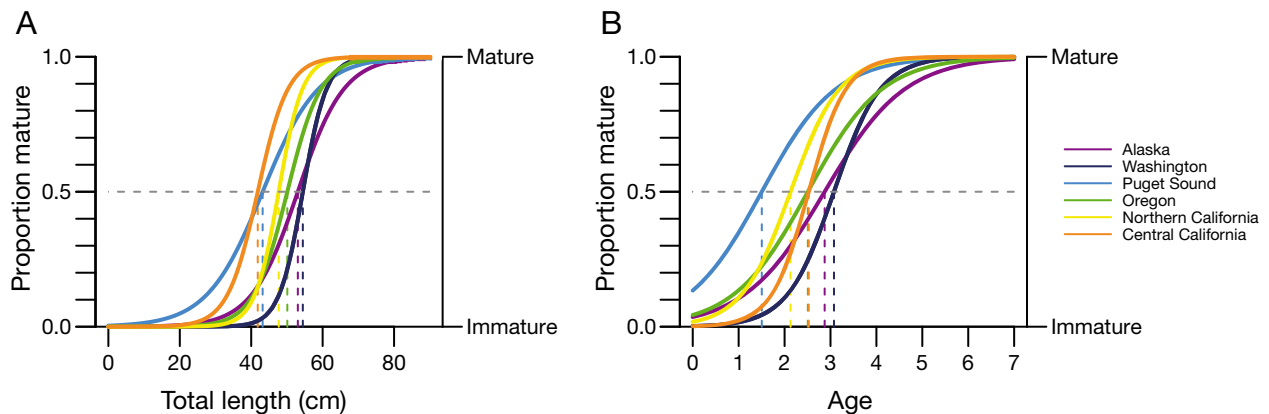 A
Proportion mature
1.0
0.5
0.0
0
20
40
60
80
Total length (cm)
Mature
Immature
B
Proportion mature
1.0
0.5
0.0
0
1
2
3
4
5
6
7
Age
Mature
Immature
Alaska
Washington
Puget Sound
Oregon
Northern California
Central California